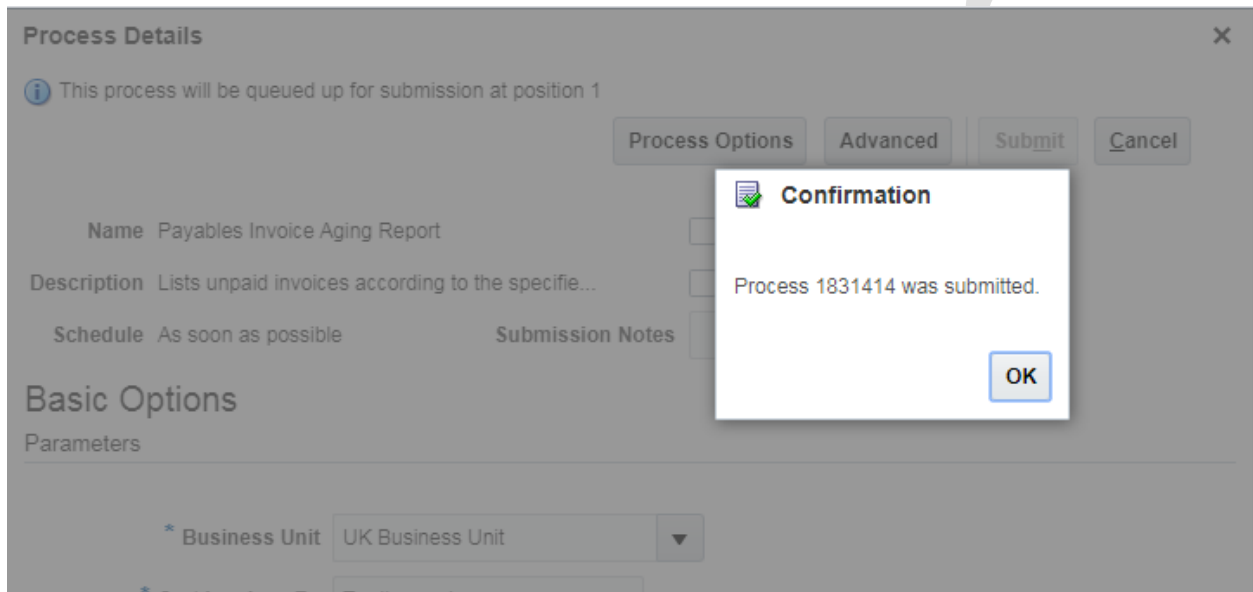 Process Details
This process will be queued up for submission at position 1
Process Options Advanced Submit Cancel
Confirmation
Name Payables Invoice Aging Report
Description Lists unpaid invoices according to the specifie...
Process 1831414 was submitted.
Schedule As soon as possible Submission Notes
OK
Basic Options
Parameters
* Business Unit UK Business Unit